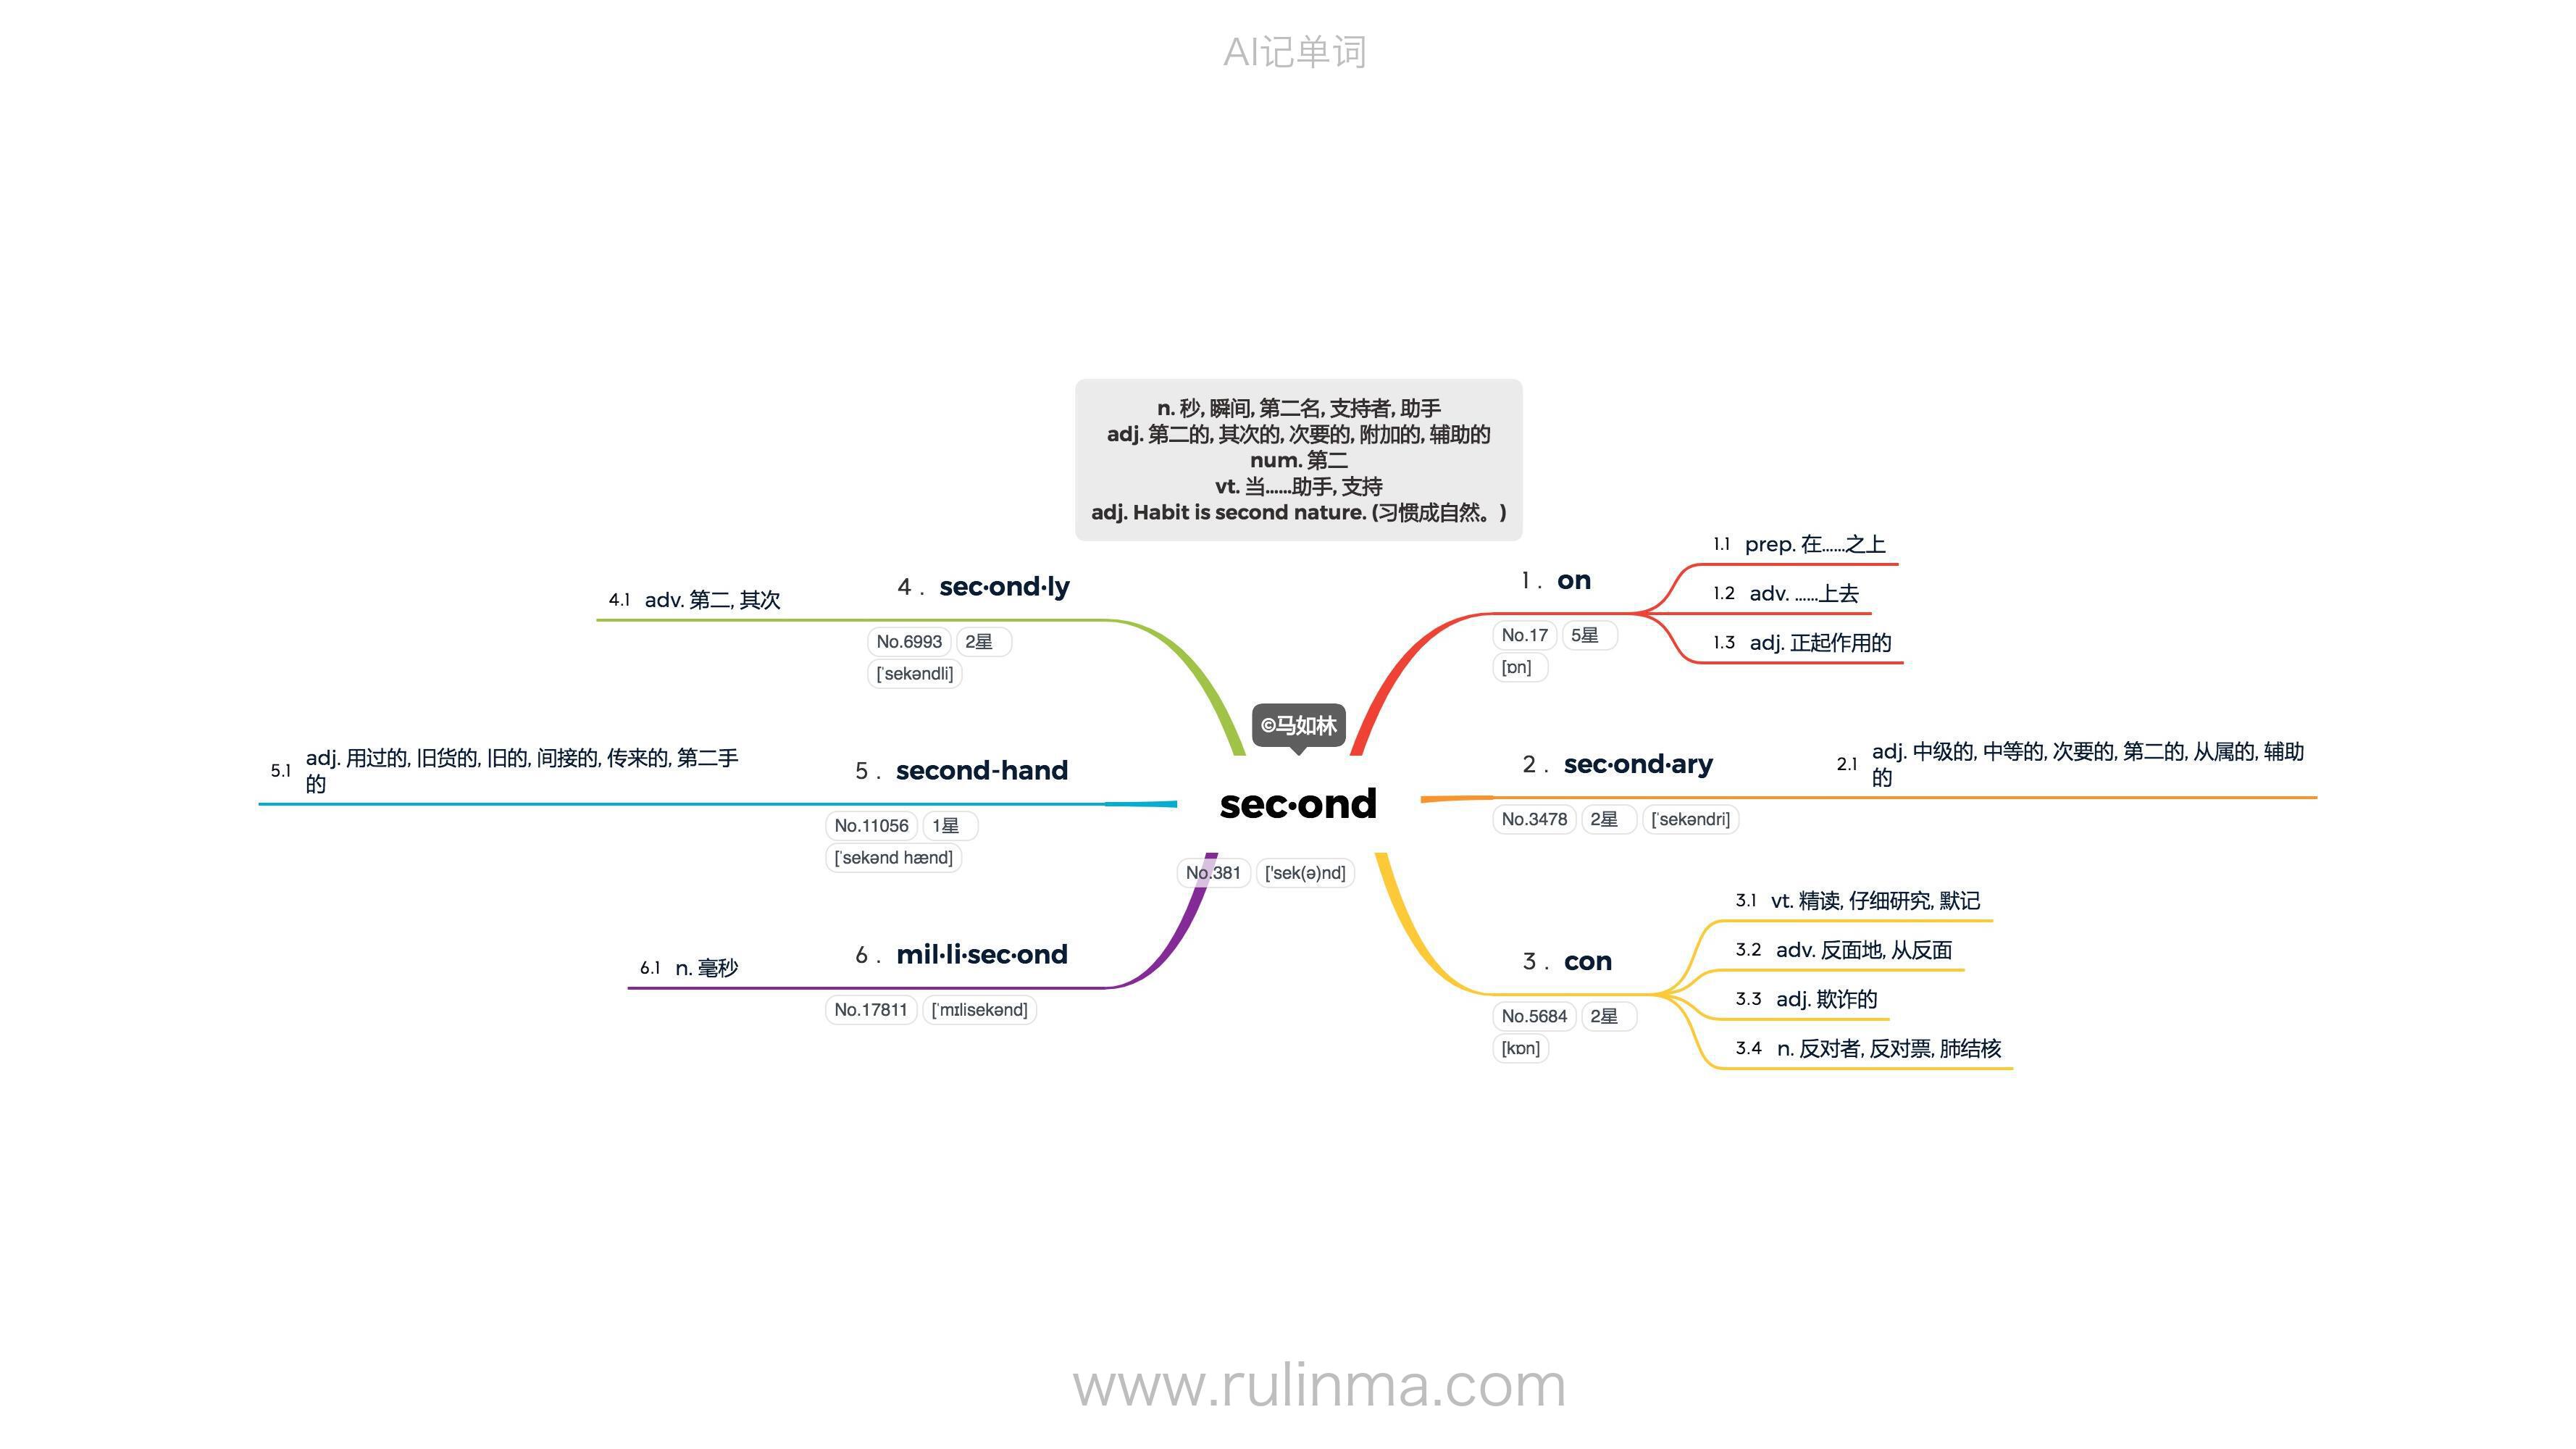 AI记单词
n. 秒, 瞬间, 第二名, 支持者, 助手
adj. 第二的, 其次的, 次要的, 附加的, 辅助的
num. 第二
vt. 当……助手, 支持
adj. Habit is second nature. (习惯成自然。)
©马如林
sec·ond
No.381 ['sek(ə)nd]
1 . on
No.17 5星
[ɒn]
1.1 prep. 在……之上
1.2 adv. ……上去
1.3 adj. 正起作用的
2 . sec·ond·ary
No.3478 2星 [ˈsekəndri]
2.1 adj. 中级的, 中等的, 次要的, 第二的, 从属的, 辅助
的
3 . con
No.5684 2星
[kɒn]
3.1 vt. 精读, 仔细研究, 默记
3.2 adv. 反面地, 从反面
3.3 adj. 欺诈的
3.4 n. 反对者, 反对票, 肺结核
4 . sec·ond·ly
No.6993 2星
[ˈsekəndli]
4.1 adv. 第二, 其次
5 . second-hand
No.11056 1星
[ˈsekənd hænd]
5.1 adj. 用过的, 旧货的, 旧的, 间接的, 传来的, 第二手
的
6 . mil·li·sec·ond
No.17811 [ˈmɪlisekənd]
6.1 n. 毫秒
www.rulinma.com